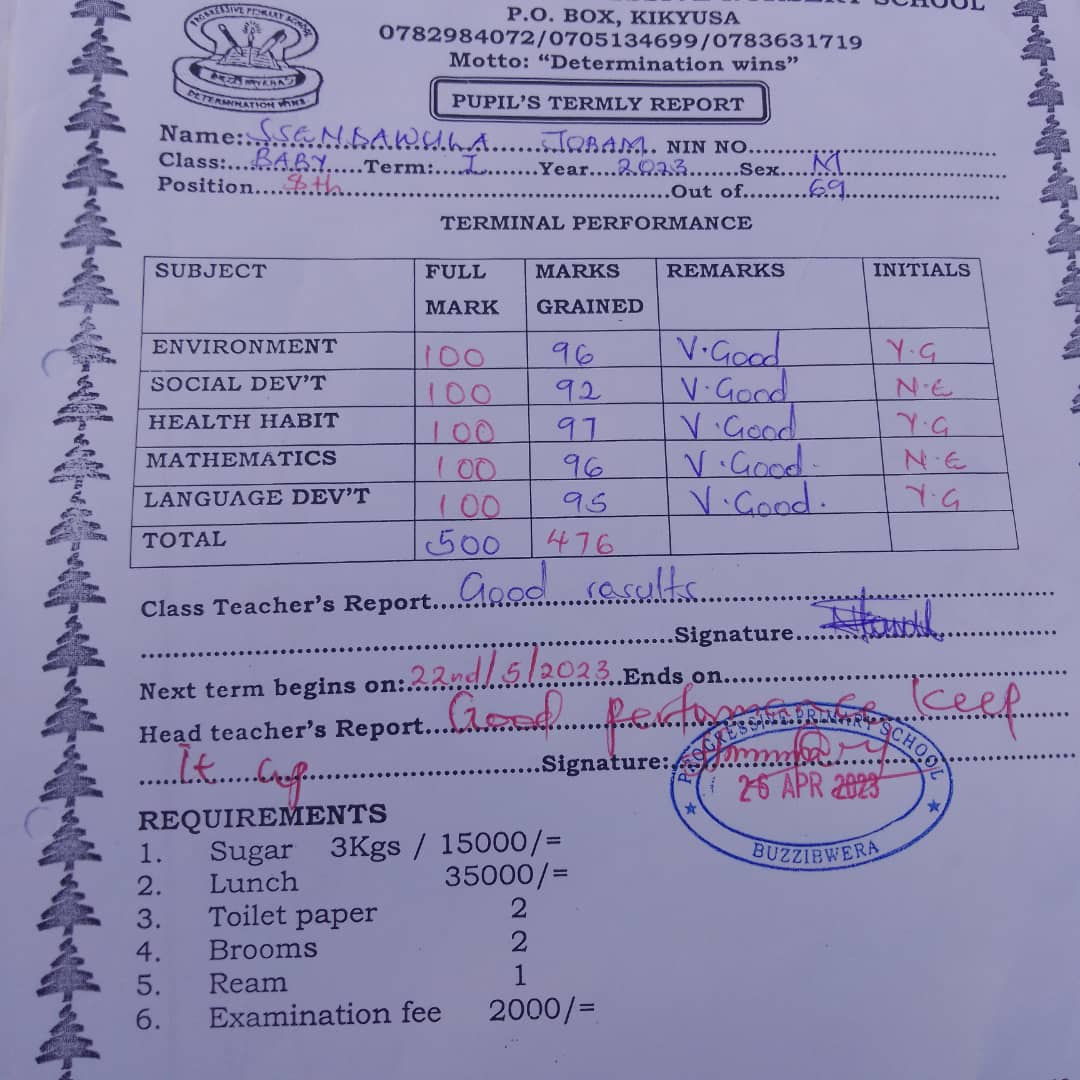 SCHOOL
P.O. BOX, KIKYUSA
0782984072/0705134699/0783631719
Motto: “Determination wins”
PROGRESSIVE PRIMARY SCHOOL
DETERMINATION WINS
PUPIL'S TERMLY REPORT
Name: SSENDAWULA JOBAM. NIN NO.
Class: BABY Term: I Year 2023 Sex M
Position 8th Out of 69
TERMINAL PERFORMANCE
SUBJECT FULL MARK MARKS GRAINED REMARKS INITIALS
ENVIRONMENT 100 96 V.Good Y.G
SOCIAL DEV'T 100 92 V.Good N.E
HEALTH HABIT 100 97 V.Good Y.G
MATHEMATICS 100 96 V.Good. N.E
LANGUAGE DEV'T 100 95 V.Good. Y.G
TOTAL 500 476
Class Teacher's Report Good results
Signature
Next term begins on: 22nd/5/2023 Ends on
Head teacher's Report Good performance keep
It up Signature:
PROGRESSIVE PRIMARY SCHOOL
26 APR 2023
BUZZIBWERA
REQUIREMENTS
1. Sugar 3Kgs / 15000/=
2. Lunch 35000/=
3. Toilet paper 2
4. Brooms 2
5. Ream 1
6. Examination fee 2000/=